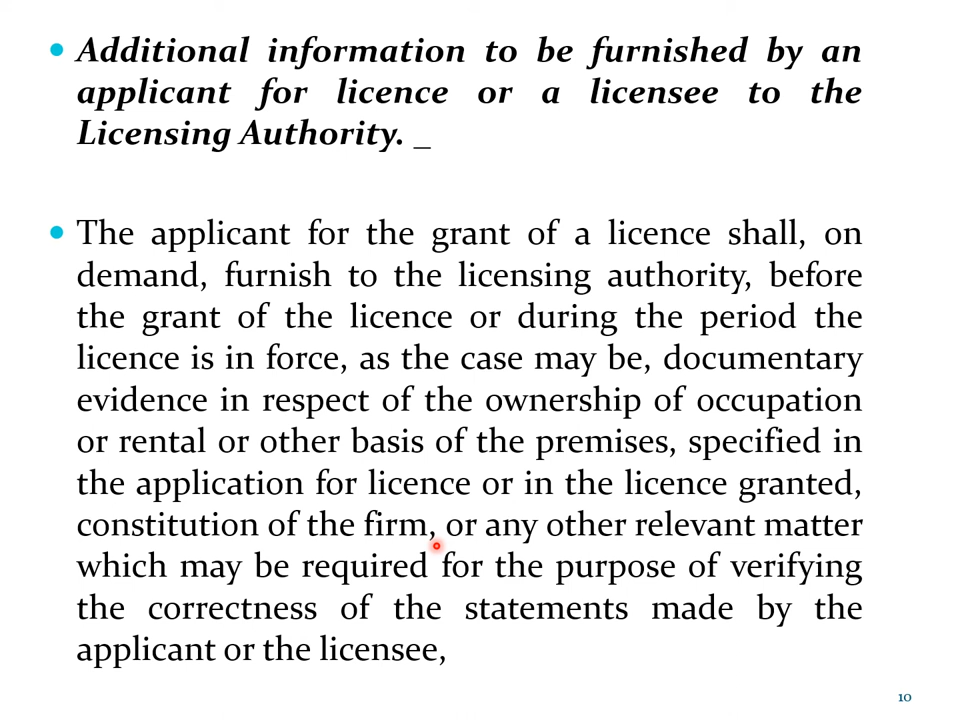 Additional information to be furnished by an
applicant for licence or a licensee to the
Licensing Authority. _
The applicant for the grant of a licence shall, on
demand, furnish to the licensing authority, before
the grant of the licence or during the period the
licence is in force, as the case may be, documentary
evidence in respect of the ownership of occupation
or rental or other basis of the premises, specified in
the application for licence or in the licence granted,
constitution of the firm, or any other relevant matter
which may be required for the purpose of verifying
the correctness of the statements made by the
applicant or the licensee,
10